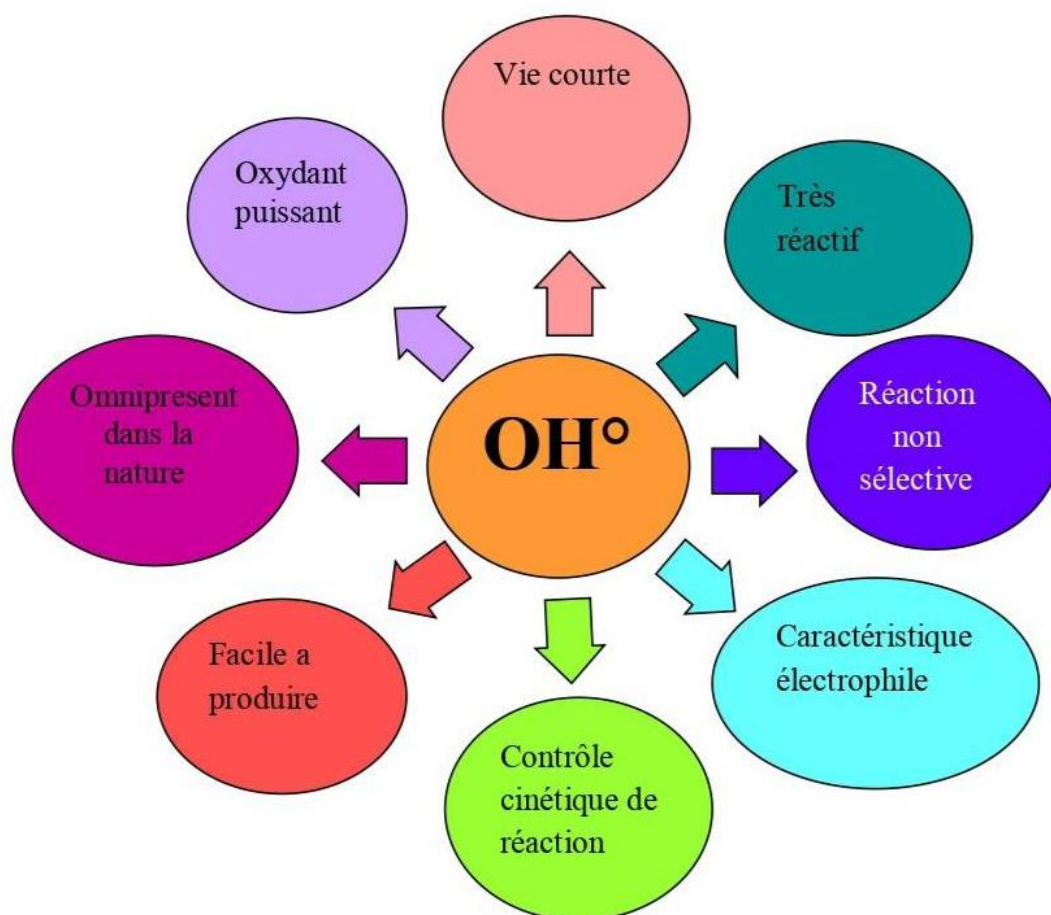 Vie courte
Oxydant
puissant
Très
réactif
Omnipresent
dans la
nature
OH°
Réaction
non
sélective
Facile a
produire
Caractéristique
électrophile
Contrôle
cinétique de
réaction